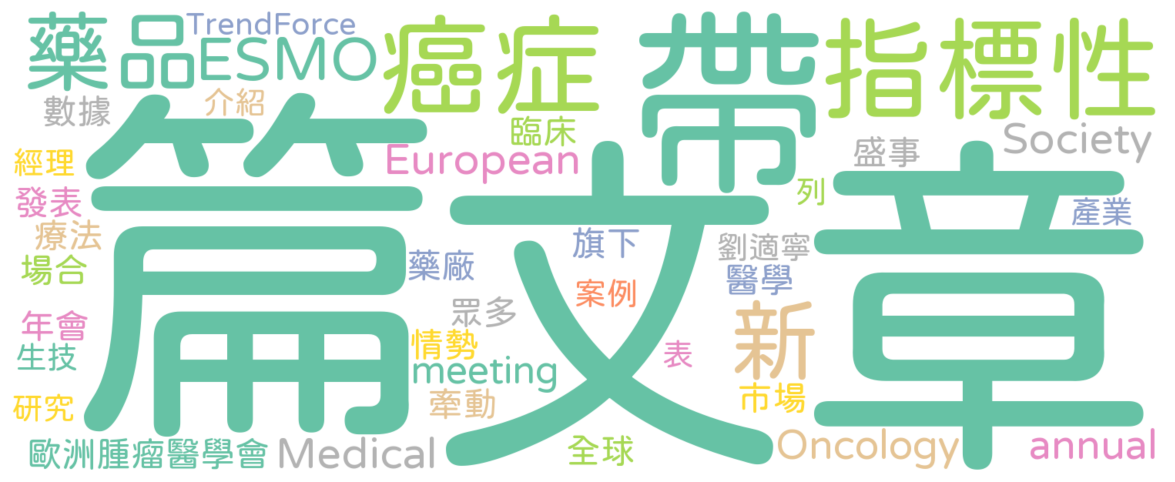 TrendForce
藥品
ESMO
癌症
帶
指標性
數據
介紹
臨床
Society
經理
European
盛事
發表
列
產業
療法
篇文章
旗下
劉適寧
場合
藥廠
醫學
案例
年會
眾多
新
生技
情勢
表
meeting
研究
牽動
市場
歐洲腫瘤醫學會
Medical
全球
Oncology
annual